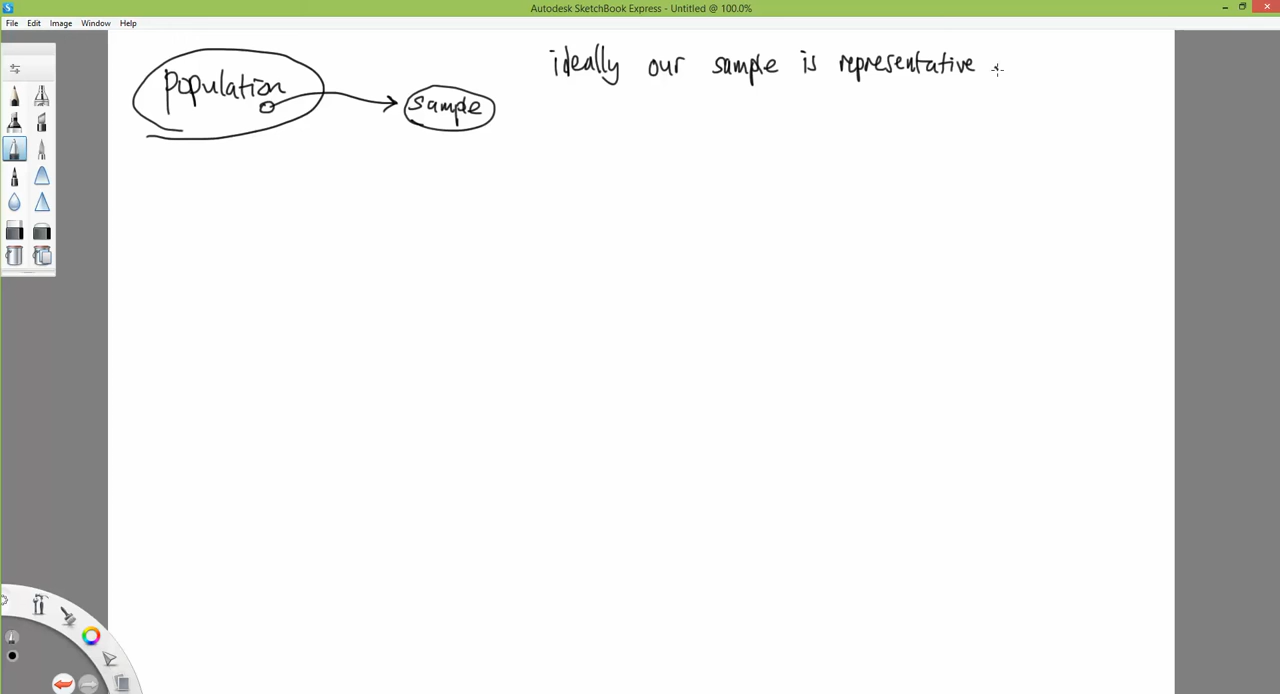 Autodesk SketchBook Express - Untitled @ 100.0%
File Edit Image Window Help
population
sample
ideally our sample is representative